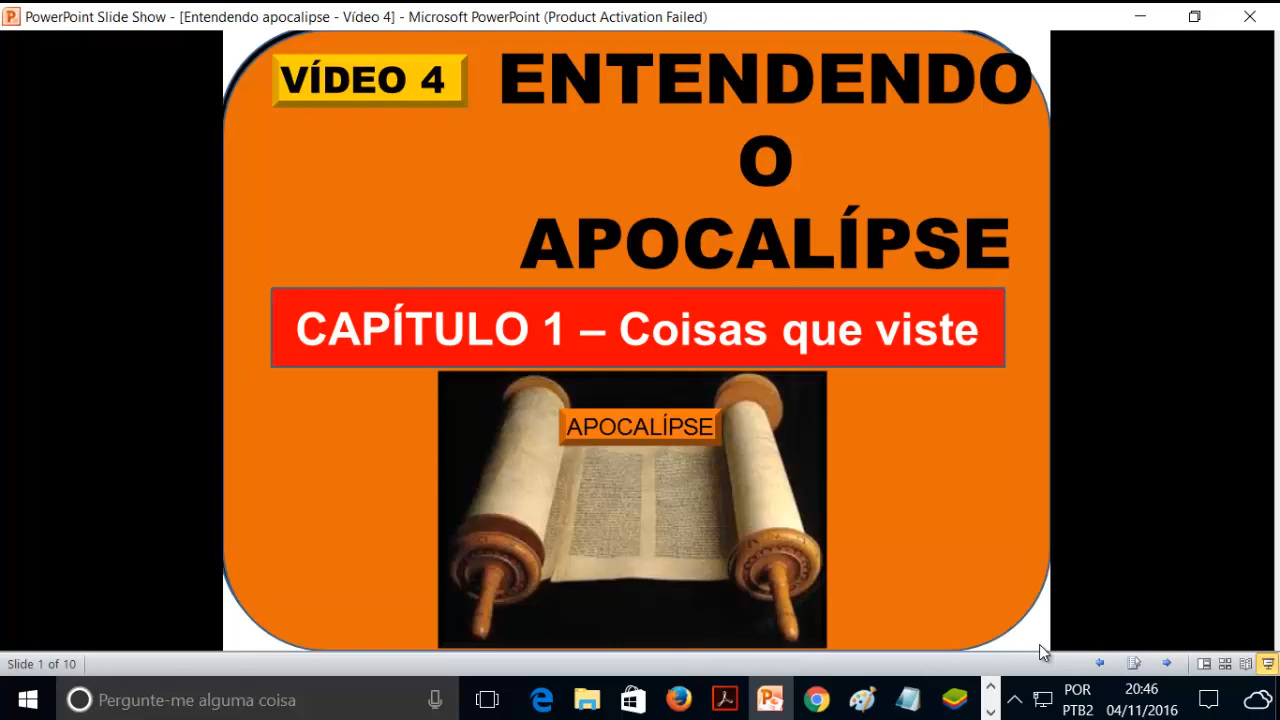 PowerPoint Slide Show - [Entendendo apocalipse - Vídeo 4] - Microsoft PowerPoint (Product Activation Failed)
VÍDEO 4
ENTENDENDO
O
APOCALÍPSE
CAPÍTULO 1 – Coisas que viste
APOCALÍPSE
Slide 1 of 10
Pergunte-me alguma coisa
POR
PTB2
20:46
04/11/2016